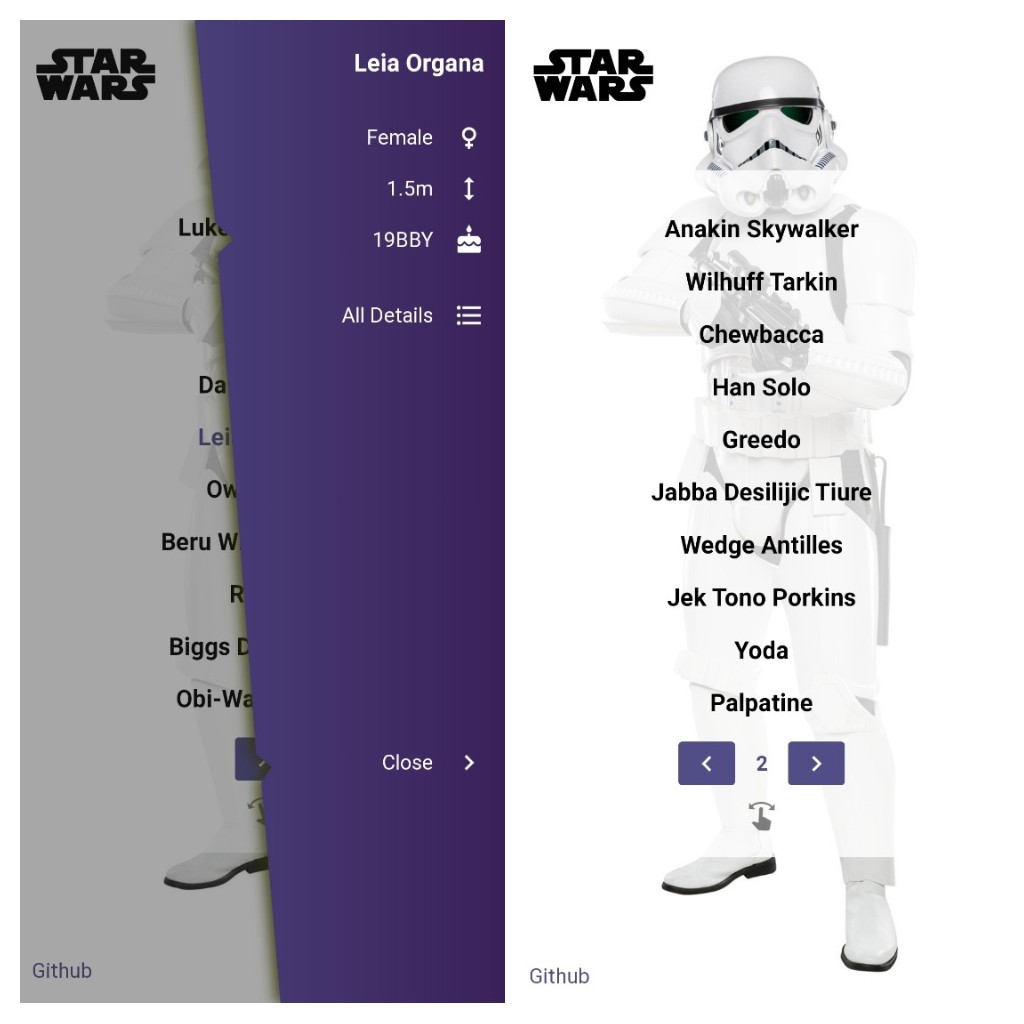 STAR
WARS
Leia Organa
Female
1.5m
19BBY
All Details
Luke
Da
Lei
Ow
Beru W
R
Biggs D
Obi-Wa
Close
Github
STAR
WARS
Anakin Skywalker
Wilhuff Tarkin
Chewbacca
Han Solo
Greedo
Jabba Desilijic Tiure
Wedge Antilles
Jek Tono Porkins
Yoda
Palpatine
2
Github